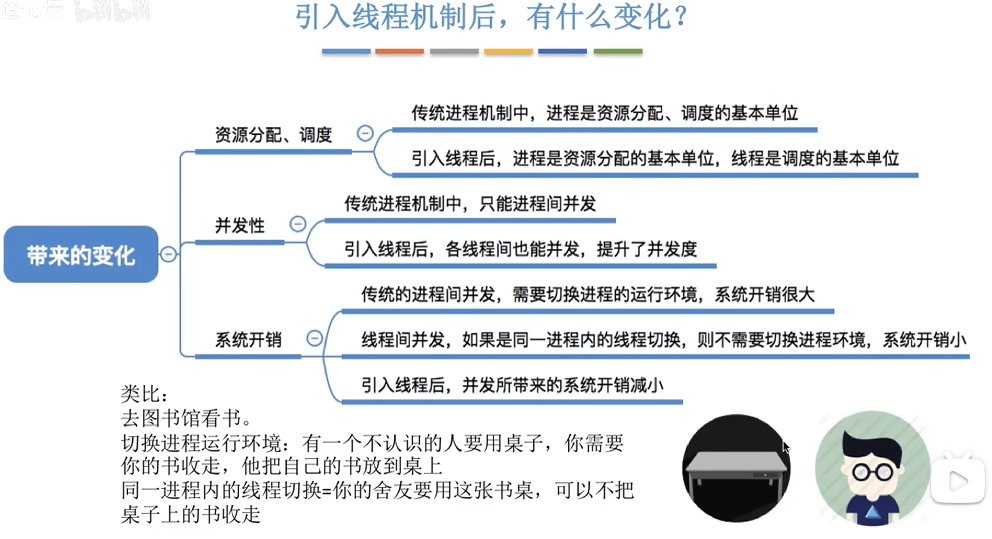 bilibili
引入线程机制后，有什么变化？
带来的变化
资源分配、调度
传统进程机制中，进程是资源分配、调度的基本单位
引入线程后，进程是资源分配的基本单位，线程是调度的基本单位
并发性
传统进程机制中，只能进程间并发
引入线程后，各线程间也能并发，提升了并发度
系统开销
传统的进程间并发，需要切换进程的运行环境，系统开销很大
线程间并发，如果是同一进程内的线程切换，则不需要切换进程环境，系统开销小
引入线程后，并发所带来的系统开销减小
类比：
去图书馆看书。
切换进程运行环境：有一个不认识的人要用桌子，你需要
你的书收走，他把自己的书放到桌上
同一进程内的线程切换=你的舍友要用这张书桌，可以不把
桌子上的书收走